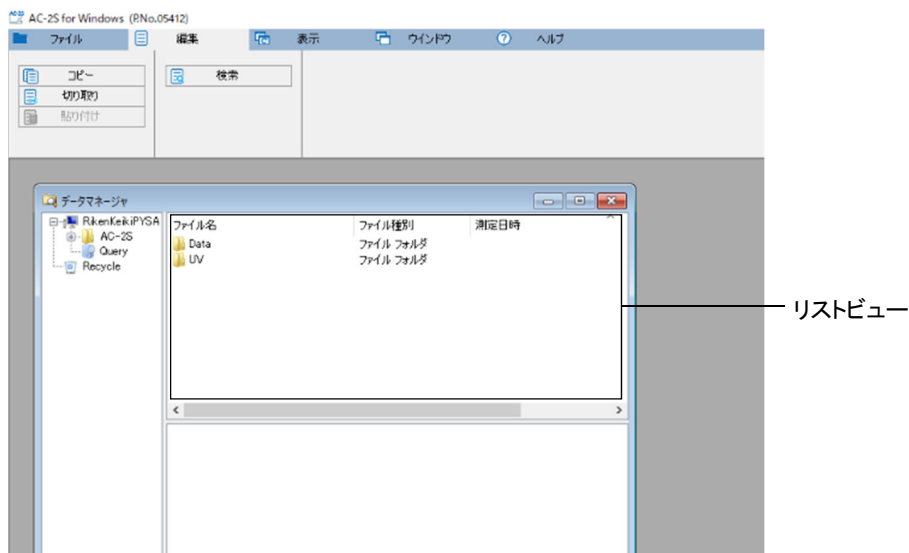 AC-2S for Windows (P.No.05412)
ファイル 編集 表示 ウインドウ ヘルプ
コピー 検索
切り取り
貼り付け
データマネージャ
RikenKeikiPYSA
AC-2S
Query
Recycle
ファイル名 ファイル種別 測定日時
Data ファイル フォルダ
UV ファイル フォルダ
リストビュー